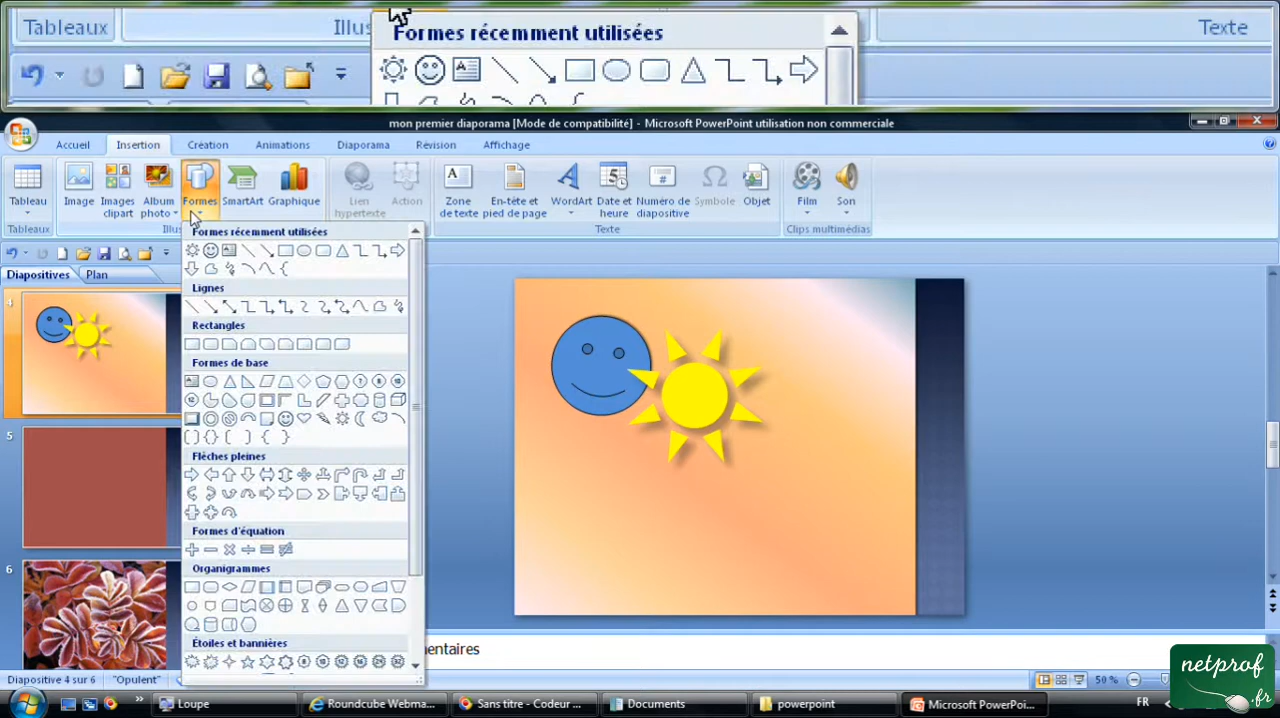 Tableaux
Illus
Texte
Formes récemment utilisées
mon premier diaporama [Mode de compatibilité] - Microsoft PowerPoint utilisation non commerciale
Accueil
Insertion
Création
Animations
Diaporama
Révision
Affichage
Tableau
Image
Images clipart
Album photo
Formes
SmartArt
Graphique
Lien hypertexte
Action
Zone de texte
En-tête et pied de page
WordArt
Date et heure
Numéro de diapositive
Symbole
Objet
Film
Son
Tableaux
Illus
Texte
Clips multimédias
Diapositives
Plan
Formes récemment utilisées
Lignes
Rectangles
Formes de base
Flèches pleines
Formes d'équation
Organigrammes
Étoiles et bannières
4
5
6
mentaires
Diapositive 4 sur 6
"Opulent"
50 %
netprof
.fr
Loupe
Roundcube Webma...
Sans titre - Codeur ...
Documents
powerpoint
Microsoft PowerPoi...
FR